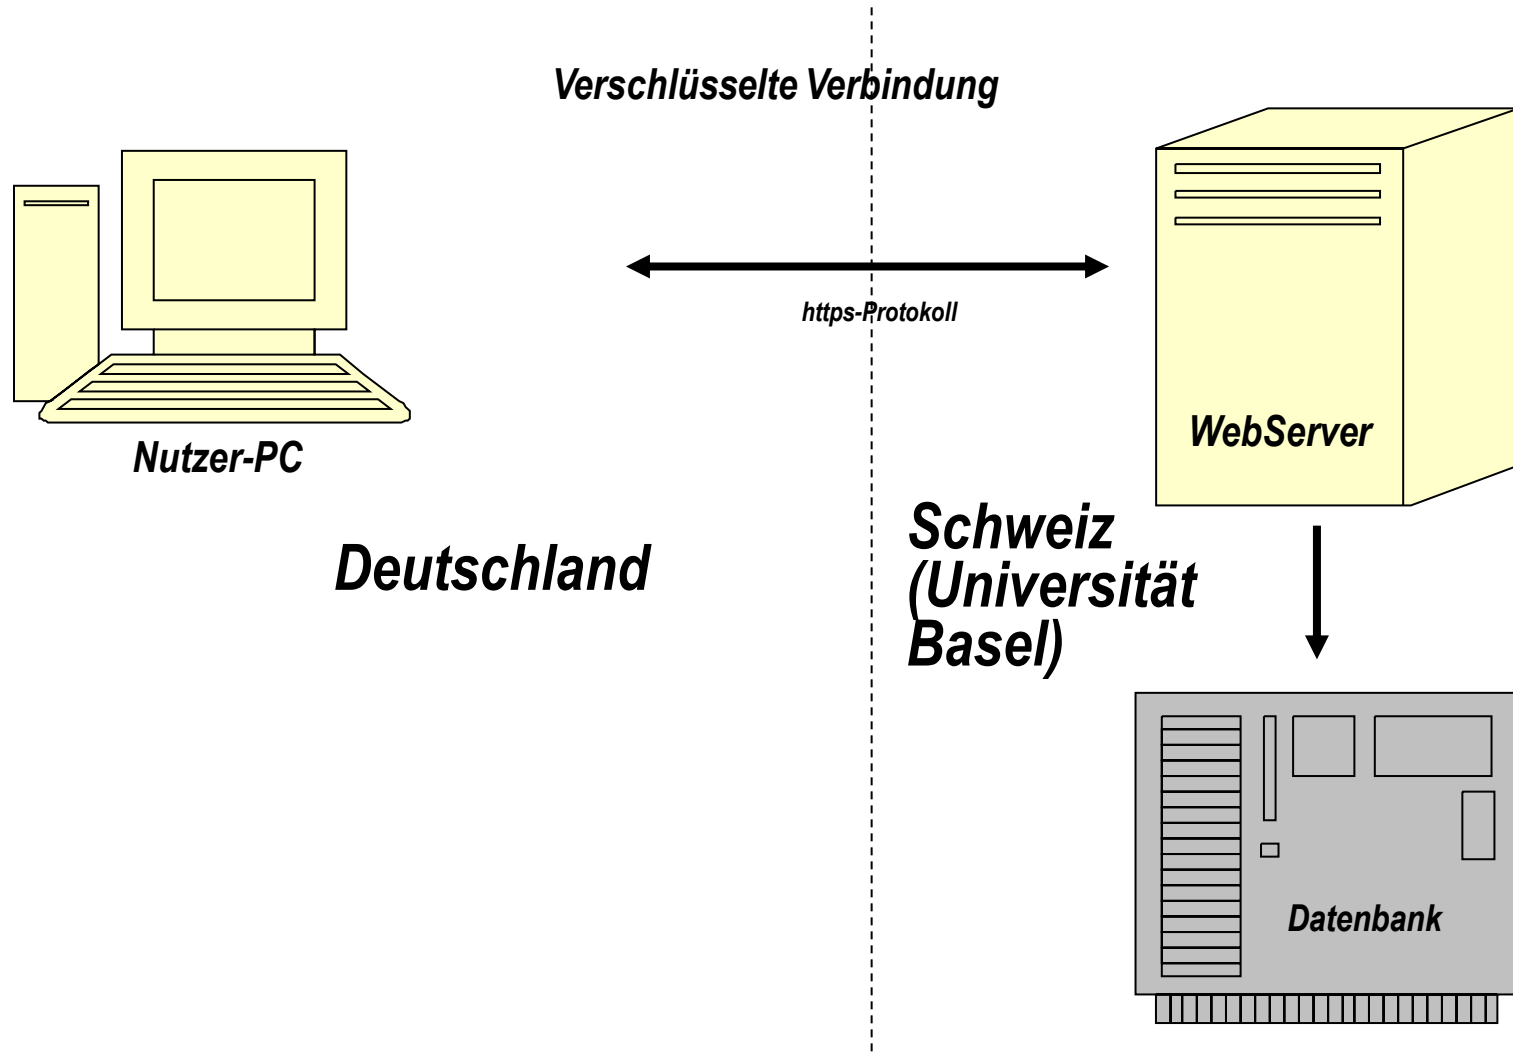 Verschlüsselte Verbindung
https-Protokoll
WebServer
Nutzer-PC
Deutschland
Schweiz
(Universität
Basel)
Datenbank